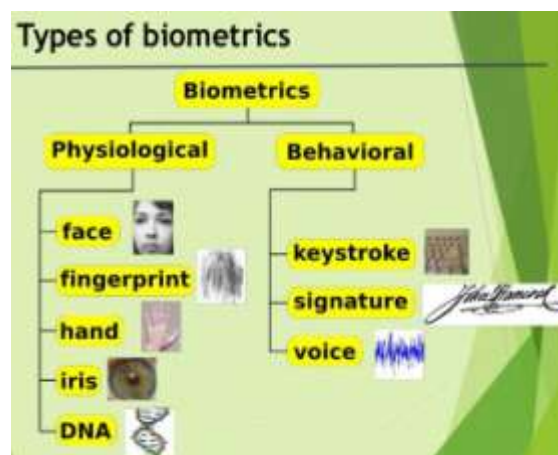 Types of biometrics
Biometrics
Physiological
Behavioral
face
fingerprint
hand
iris
DNA
keystroke
signature
voice